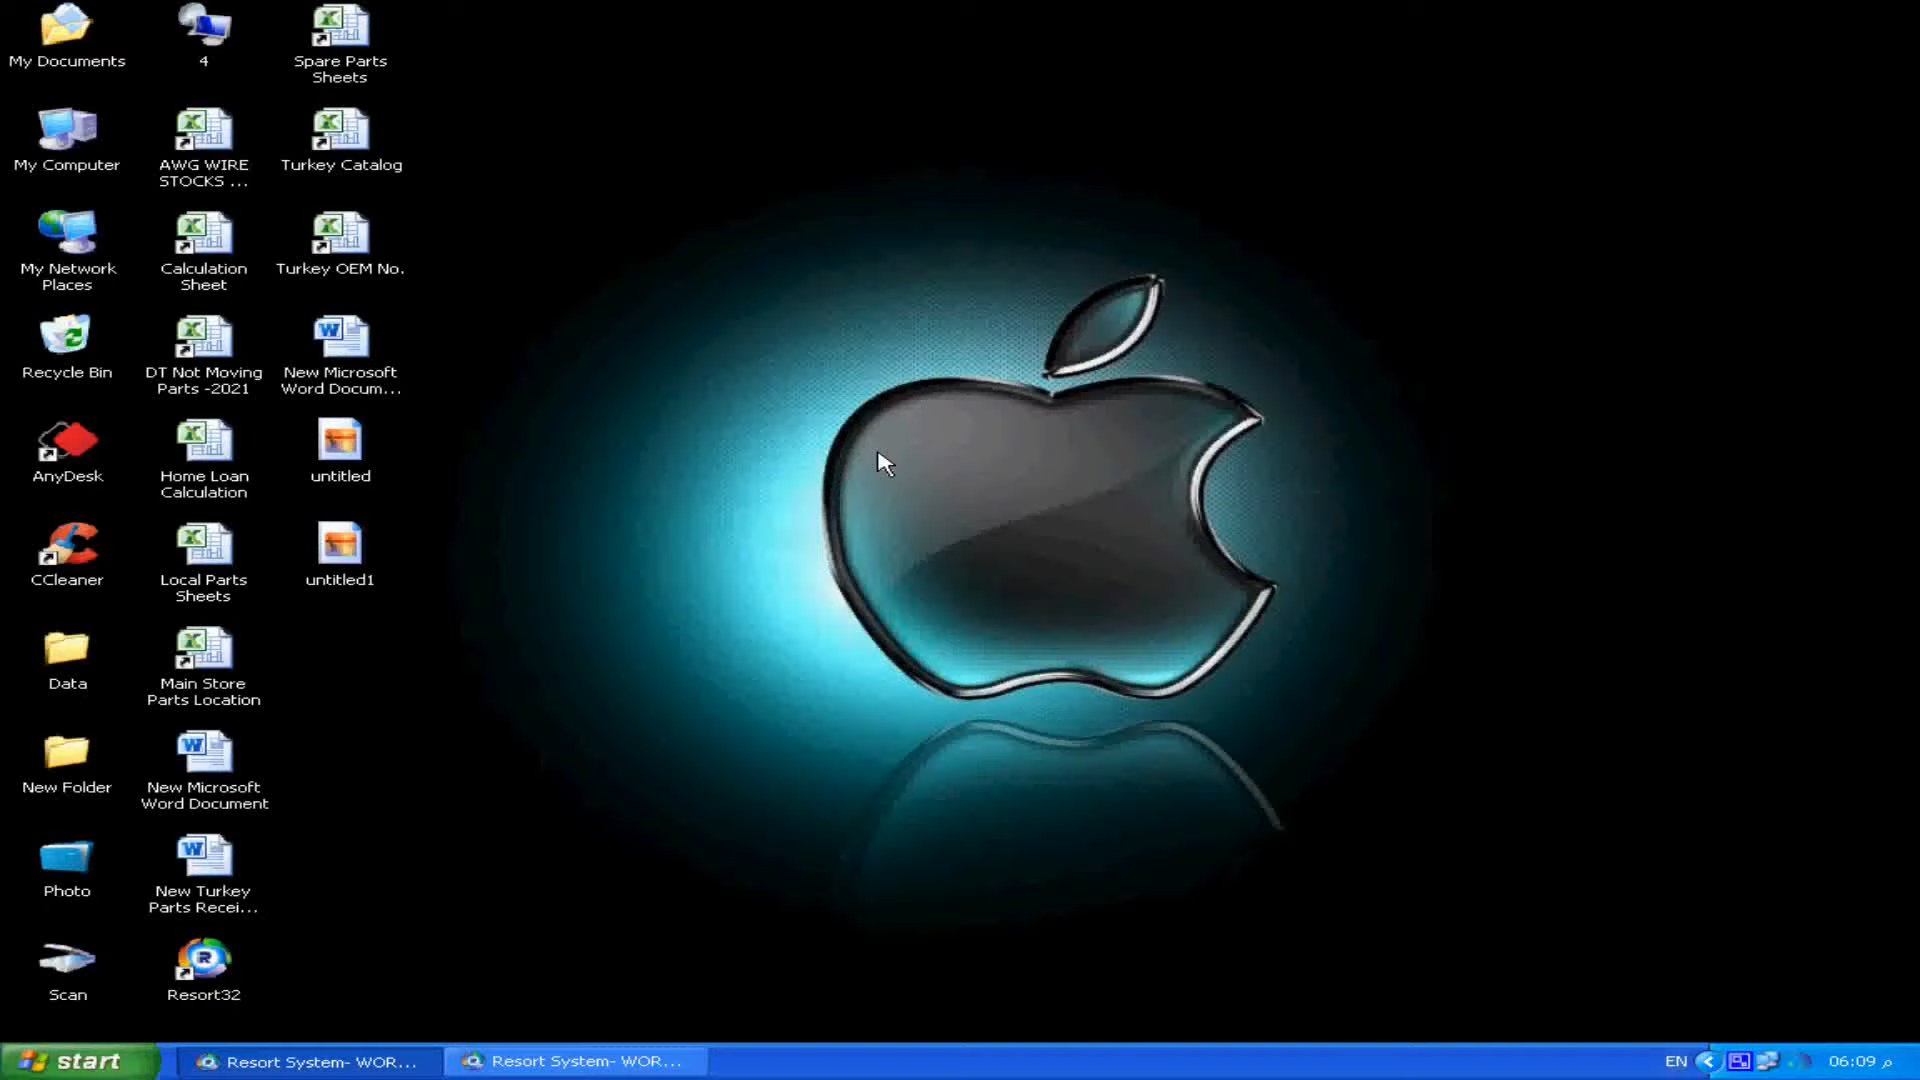 My Documents
4
Spare Parts
Sheets
My Computer
AWG WIRE
STOCKS ...
Turkey Catalog
My Network
Places
Calculation
Sheet
Turkey OEM No.
Recycle Bin
DT Not Moving
Parts -2021
New Microsoft
Word Docum...
AnyDesk
Home Loan
Calculation
untitled
CCleaner
Local Parts
Sheets
untitled1
Data
Main Store
Parts Location
New Folder
New Microsoft
Word Document
Photo
New Turkey
Parts Recei...
Scan
Resort32
start
Resort System- WOR...
Resort System- WOR...
EN
06:09 م